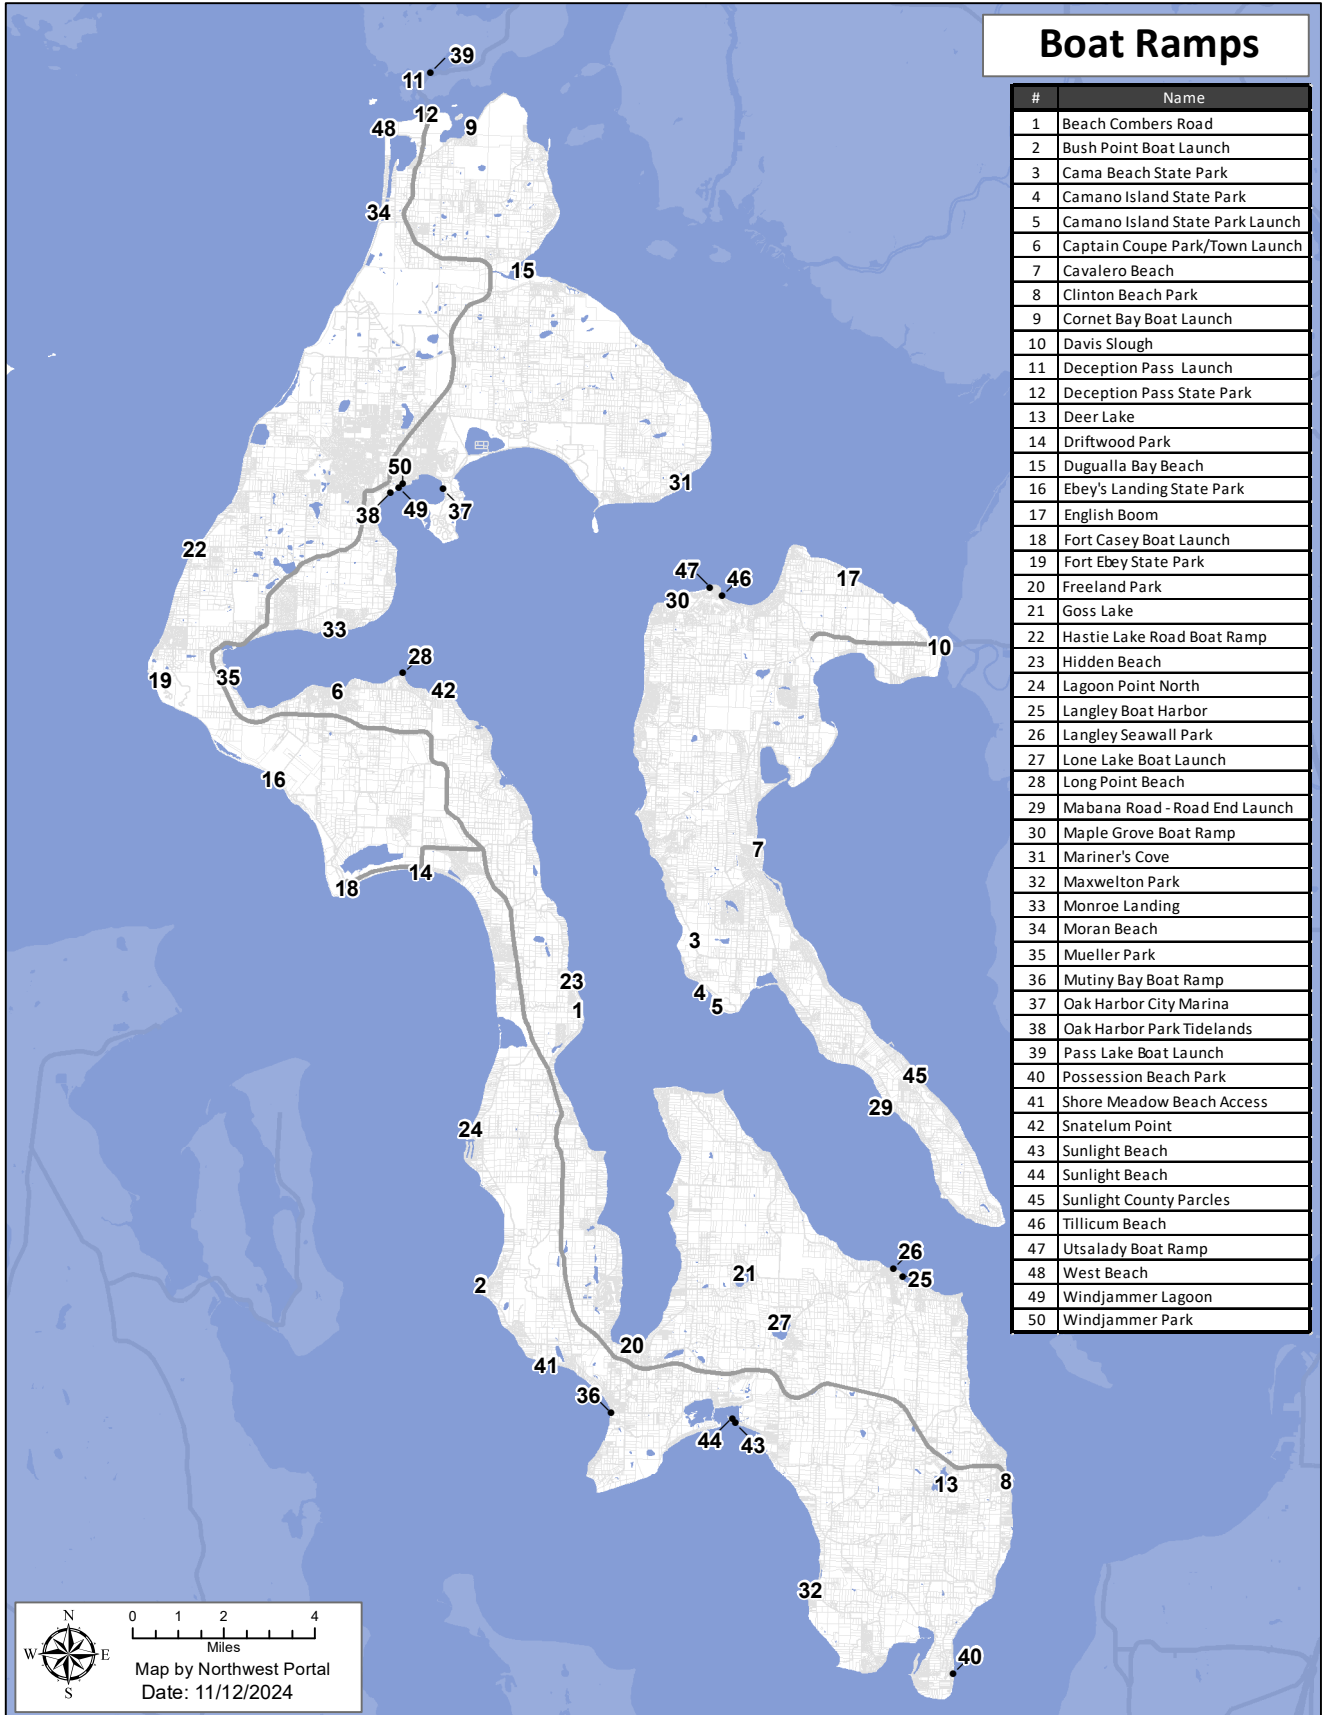 Boat Ramps
# Name
1 Beach Combers Road
2 Bush Point Boat Launch
3 Cama Beach State Park
4 Camano Island State Park
5 Camano Island State Park Launch
6 Captain Coupe Park/Town Launch
7 Cavalero Beach
8 Clinton Beach Park
9 Cornet Bay Boat Launch
10 Davis Slough
11 Deception Pass Launch
12 Deception Pass State Park
13 Deer Lake
14 Driftwood Park
15 Dugualla Bay Beach
16 Ebey's Landing State Park
17 English Boom
18 Fort Casey Boat Launch
19 Fort Ebey State Park
20 Freeland Park
21 Goss Lake
22 Hastie Lake Road Boat Ramp
23 Hidden Beach
24 Lagoon Point North
25 Langley Boat Harbor
26 Langley Seawall Park
27 Lone Lake Boat Launch
28 Long Point Beach
29 Mabana Road - Road End Launch
30 Maple Grove Boat Ramp
31 Mariner's Cove
32 Maxwelton Park
33 Monroe Landing
34 Moran Beach
35 Mueller Park
36 Mutiny Bay Boat Ramp
37 Oak Harbor City Marina
38 Oak Harbor Park Tidelands
39 Pass Lake Boat Launch
40 Possession Beach Park
41 Shore Meadow Beach Access
42 Snatelum Point
43 Sunlight Beach
44 Sunlight Beach
45 Sunlight County Parcles
46 Tillicum Beach
47 Utsalady Boat Ramp
48 West Beach
49 Windjammer Lagoon
50 Windjammer Park
39
11
12
48
9
34
15
50
31
38
49
37
22
47
46
17
30
33
10
28
19
35
6
42
16
7
14
18
3
23
4
5
1
45
29
24
26
21
25
2
27
20
41
36
44
43
13
8
32
40
N
W
E
S
0 1 2 4
Miles
Map by Northwest Portal
Date: 11/12/2024